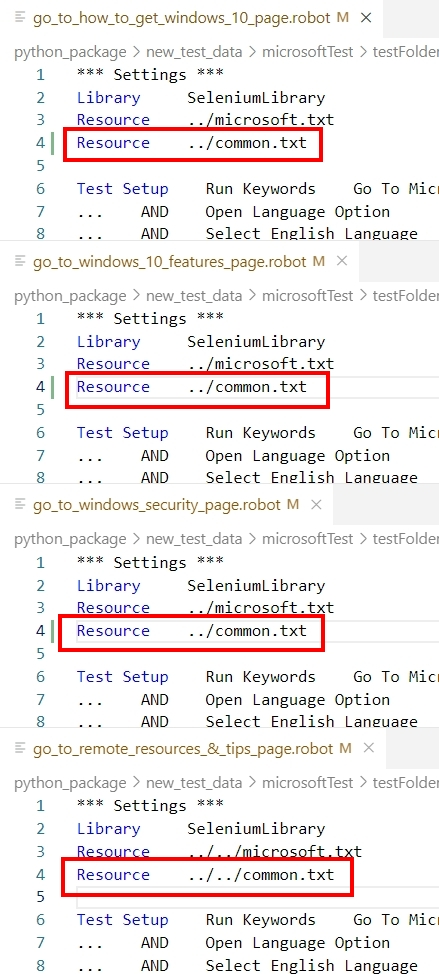 go_to_how_to_get_windows_10_page.robot M ×
python_package > new_test_data > microsoftTest > testFolder
1 *** Settings ***
2 Library SeleniumLibrary
3 Resource ../microsoft.txt
4 Resource ../common.txt
5
6 Test Setup Run Keywords Go To Mic
7 ... AND Open Language Option
8 ... AND Select English Language
go_to_windows_10_features_page.robot M ×
python_package > new_test_data > microsoftTest > testFolder
1 *** Settings ***
2 Library SeleniumLibrary
3 Resource ../microsoft.txt
4 Resource ../common.txt
5
6 Test Setup Run Keywords Go To Mic
7 ... AND Open Language Option
8 ... AND Select English Language
go_to_windows_security_page.robot M ×
python_package > new_test_data > microsoftTest > testFolder
1 *** Settings ***
2 Library SeleniumLibrary
3 Resource ../microsoft.txt
4 Resource ../common.txt
5
6 Test Setup Run Keywords Go To Mic
7 ... AND Open Language Option
8 ... AND Select English Language
go_to_remote_resources_&_tips_page.robot M ×
python_package > new_test_data > microsoftTest > testFolder
1 *** Settings ***
2 Library SeleniumLibrary
3 Resource ../../microsoft.txt
4 Resource ../../common.txt
5
6 Test Setup Run Keywords Go To Mic
7 ... AND Open Language Option
8 ... AND Select English Language